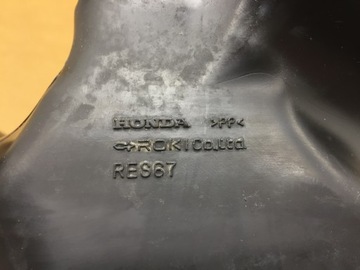 HONDA >PP<
ROKI Co., Ltd.
RES67